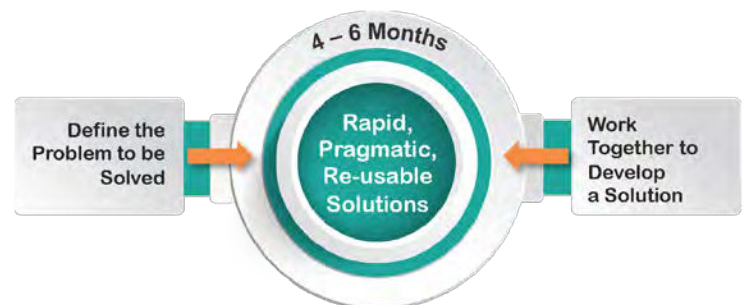 4 – 6 Months
Define the
Problem to be
Solved
Rapid,
Pragmatic,
Re-usable
Solutions
Work
Together to
Develop
a Solution